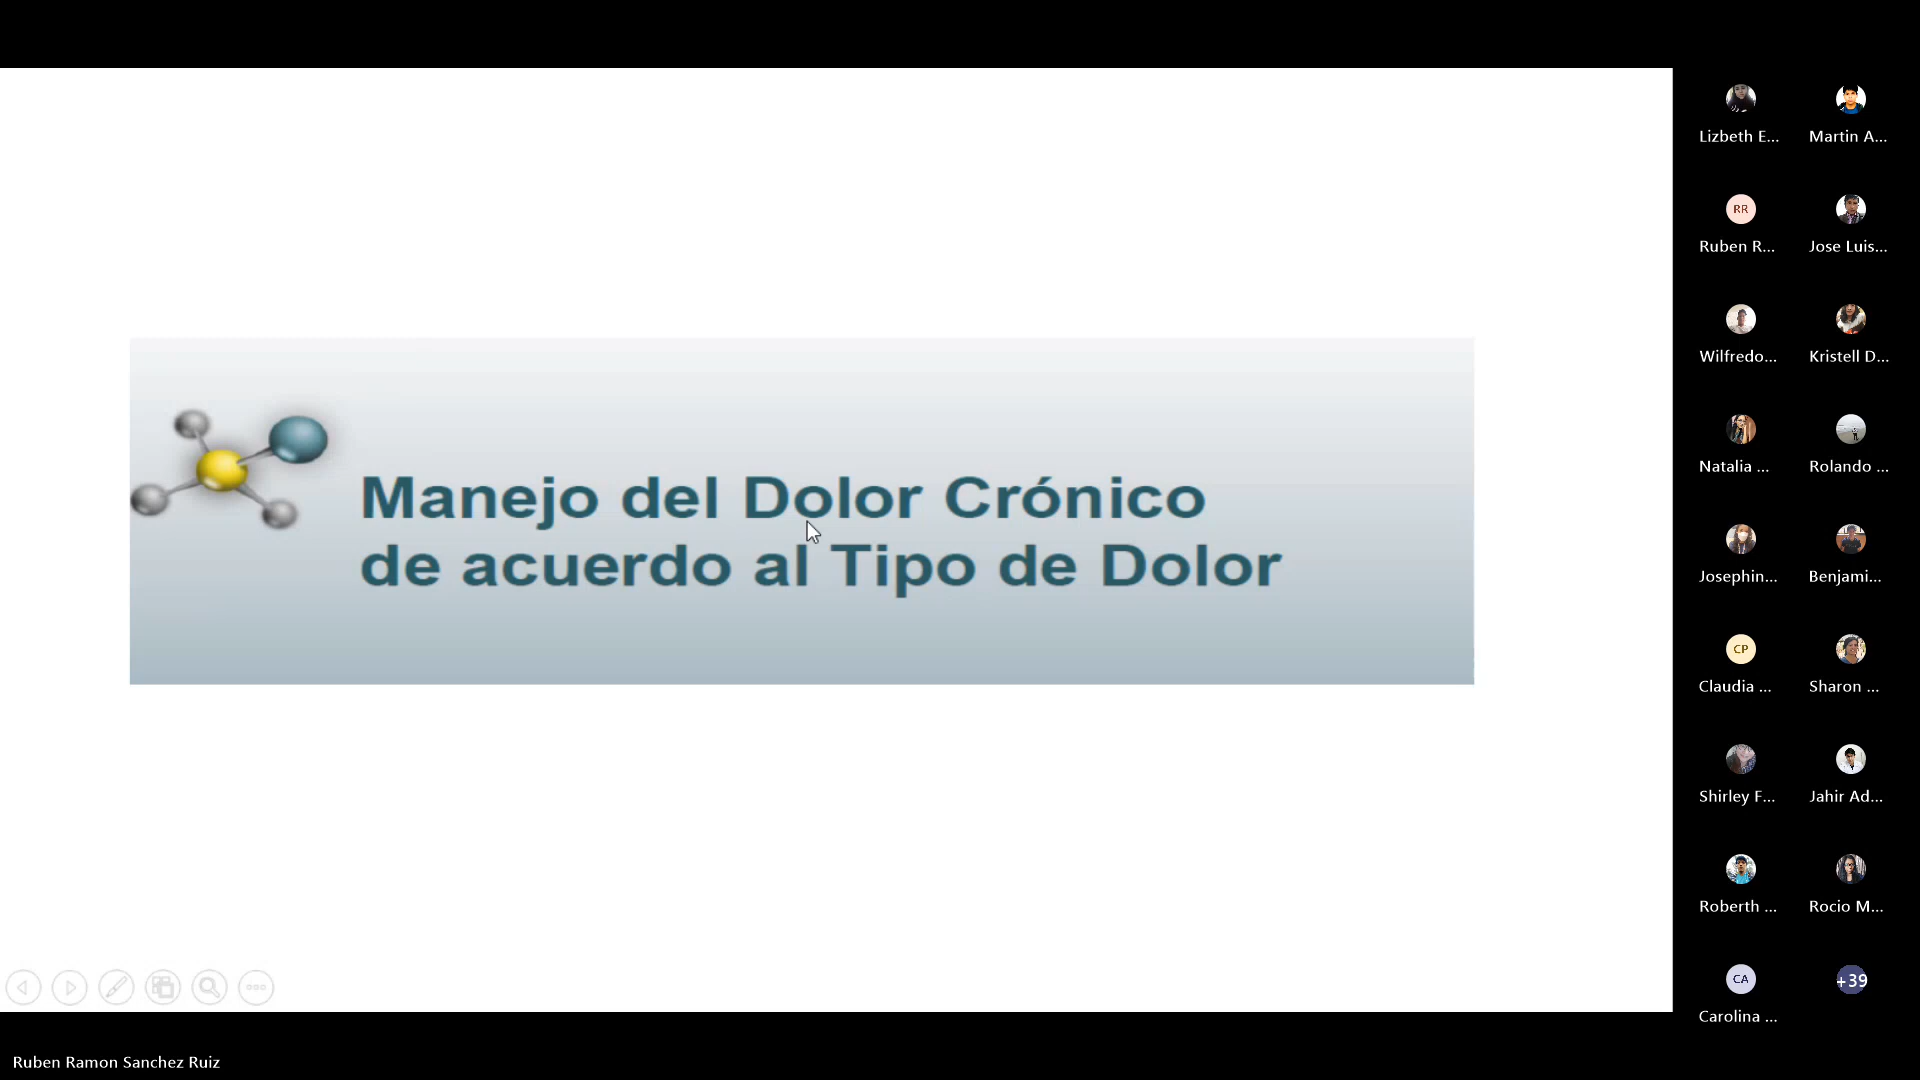 Manejo del Dolor Crónico
de acuerdo al Tipo de Dolor
Lizbeth E...
Martin A...
RR
Ruben R...
Jose Luis...
Wilfredo...
Kristell D...
Natalia ...
Rolando ...
Josephin...
Benjami...
CP
Claudia ...
Sharon ...
Shirley F...
Jahir Ad...
Roberth ...
Rocio M...
CA
+39
Carolina ...
Ruben Ramon Sanchez Ruiz